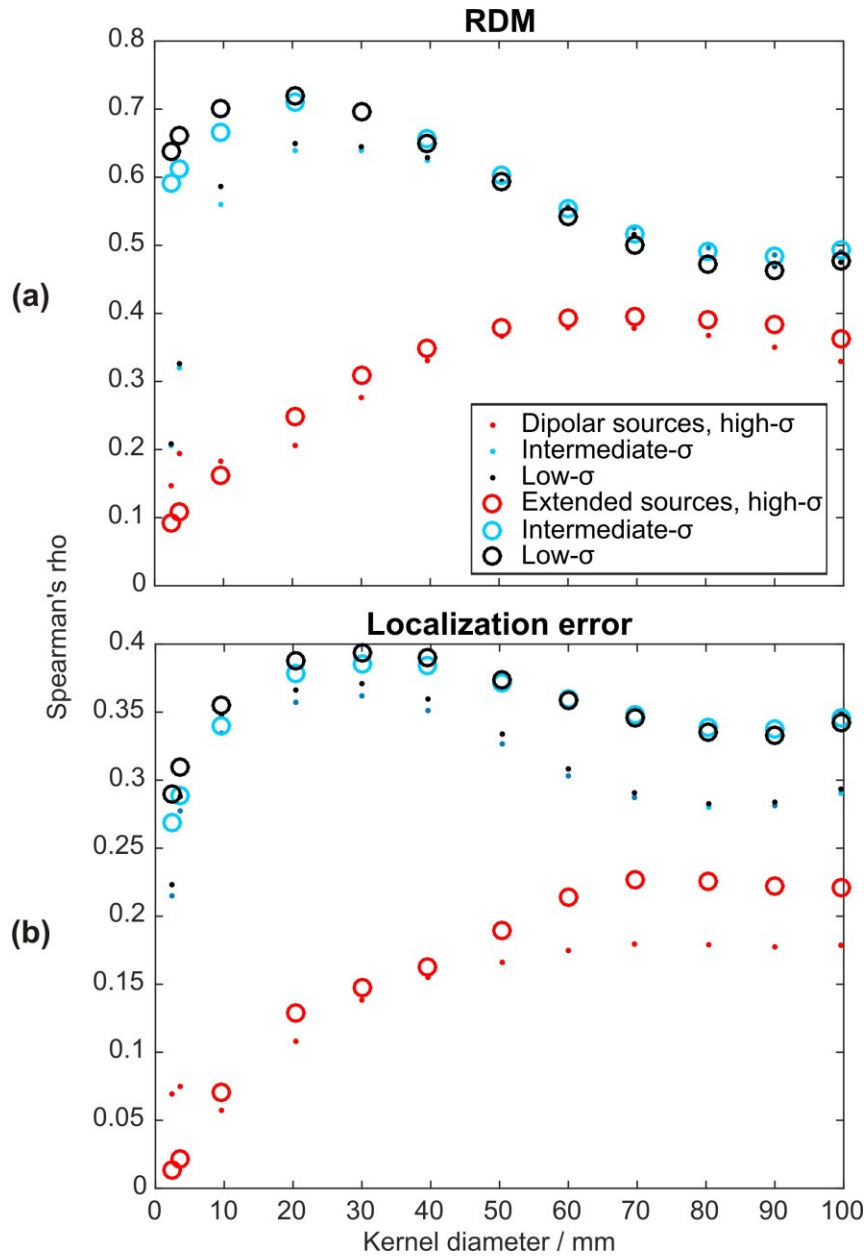 RDM
0.8
0.7
0.6
0.5
0.4
0.3
0.2
0.1
0
(a)
Dipolar sources, high-σ
Intermediate-σ
Low-σ
Extended sources, high-σ
Intermediate-σ
Low-σ
Spearman's rho
Localization error
0.4
0.35
0.3
0.25
0.2
0.15
0.1
0.05
0
(b)
0 10 20 30 40 50 60 70 80 90 100
Kernel diameter / mm